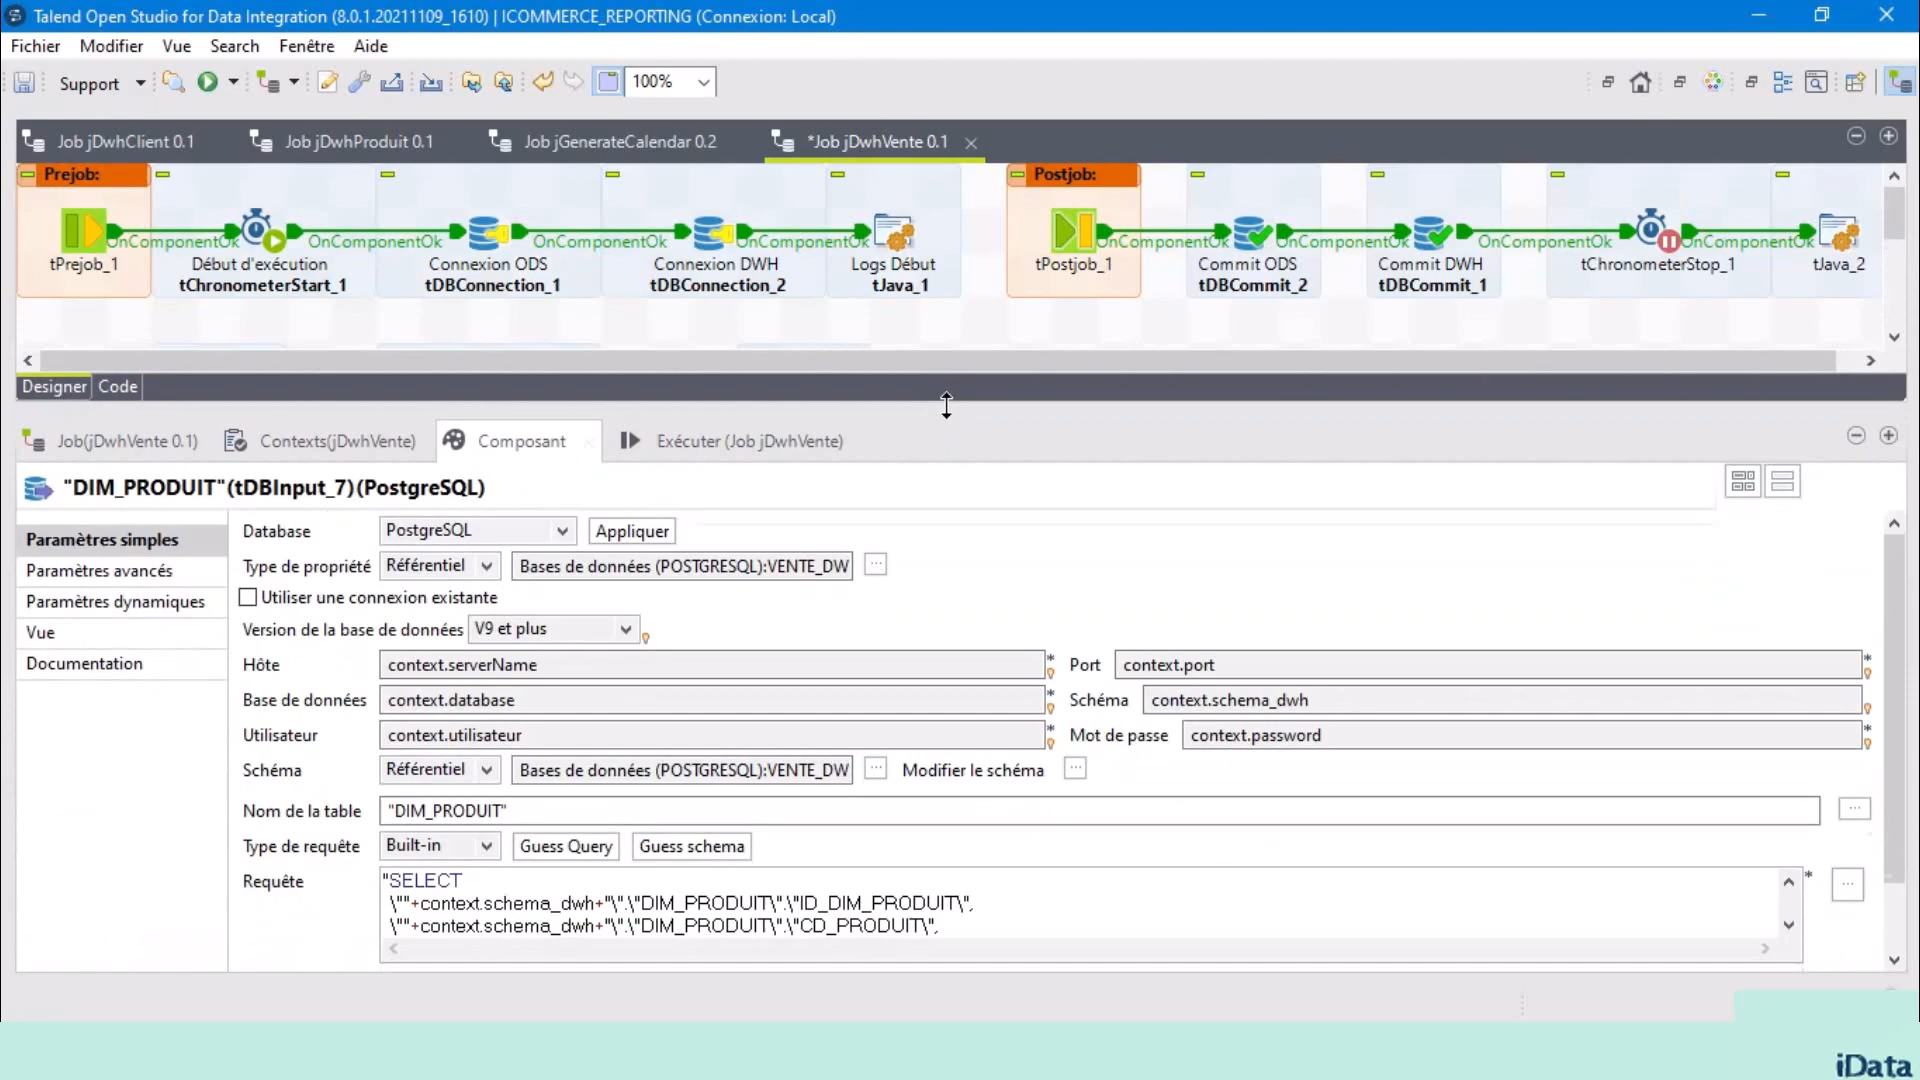 Talend Open Studio for Data Integration (8.0.1.20211109_1610) | ICOMMERCE_REPORTING (Connexion: Local)
Fichier Modifier Vue Search Fenêtre Aide
Support 100%
Job jDwhClient 0.1 Job jDwhProduit 0.1 Job jGenerateCalendar 0.2 *Job jDwhVente 0.1
Prejob: Postjob:
OnComponentOk OnComponentOk OnComponentOk OnComponentOk OnComponentOk OnComponentOk OnComponentOk OnComponentOk
tPrejob_1 Début d'exécution Connexion ODS Connexion DWH Logs Début tPostjob_1 Commit ODS Commit DWH tChronometerStop_1 tJava_2
tChronometerStart_1 tDBConnection_1 tDBConnection_2 tJava_1 tDBCommit_2 tDBCommit_1
Designer Code
Job(jDwhVente 0.1) Contexts(jDwhVente) Composant Exécuter (Job jDwhVente)
"DIM_PRODUIT"(tDBInput_7)(PostgreSQL)
Paramètres simples
Paramètres avancés
Paramètres dynamiques
Vue
Documentation
Database PostgreSQL Appliquer
Type de propriété Référentiel Bases de données (POSTGRESQL):VENTE_DW ...
Utiliser une connexion existante
Version de la base de données V9 et plus
Hôte context.serverName * Port context.port *
Base de données context.database * Schéma context.schema_dwh
Utilisateur context.utilisateur * Mot de passe context.password *
Schéma Référentiel Bases de données (POSTGRESQL):VENTE_DW ... Modifier le schéma ...
Nom de la table "DIM_PRODUIT" ...
Type de requête Built-in Guess Query Guess schema
Requête "SELECT * ...
\""+context.schema_dwh+"\".\"DIM_PRODUIT\".\"ID_DIM_PRODUIT\",
\""+context.schema_dwh+"\".\"DIM_PRODUIT\".\"CD_PRODUIT\",
iData